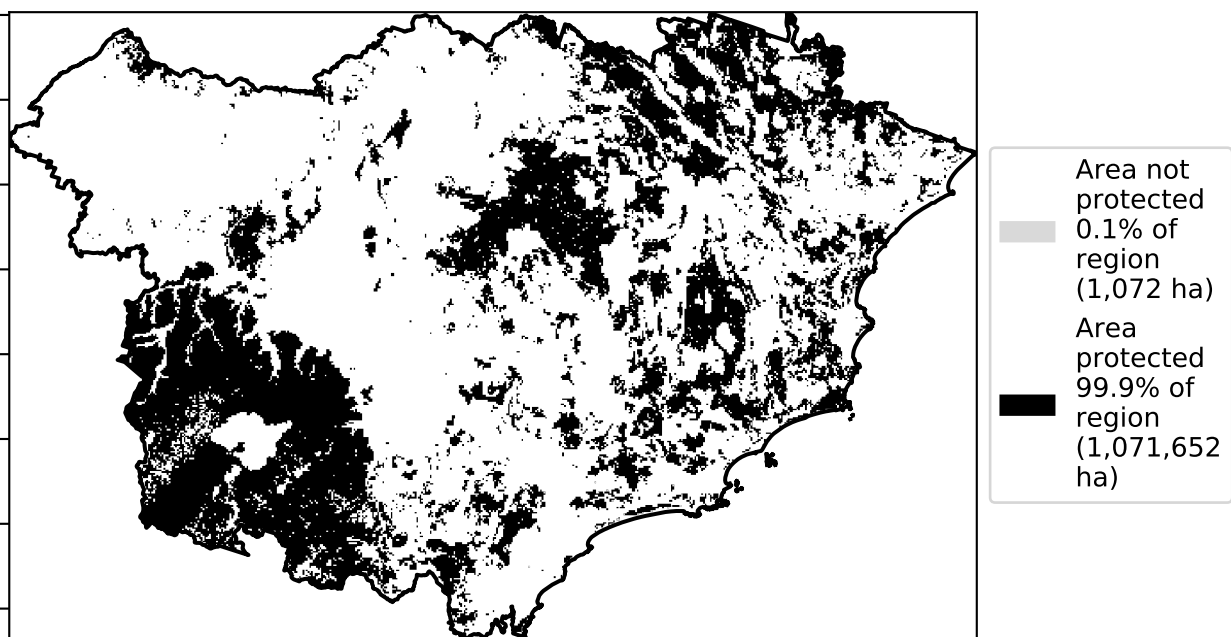 Area not
protected
0.1% of
region
(1,072 ha)
Area
protected
99.9% of
region
(1,071,652
ha)